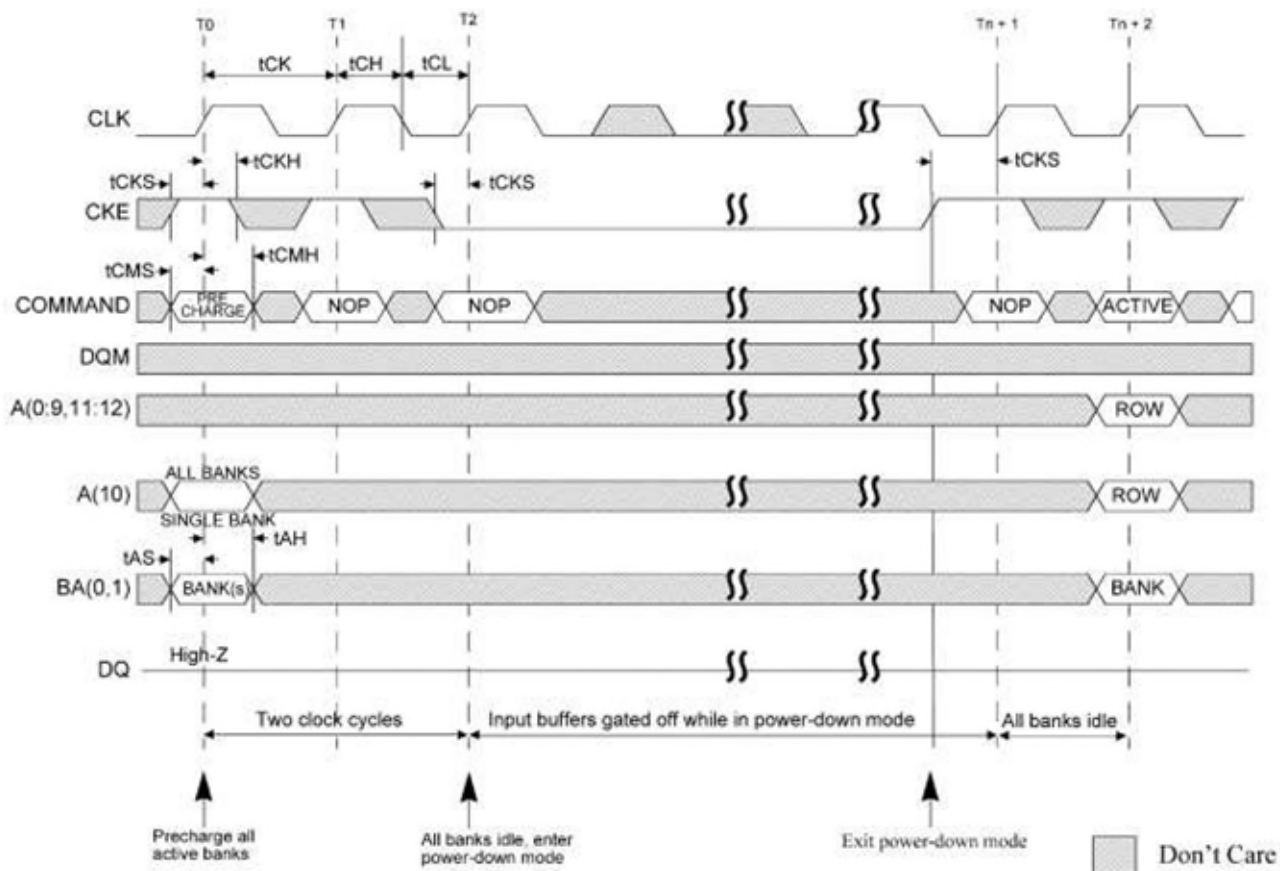 T0 T1 T2 Tn + 1 Tn + 2
tCK tCH tCL
CLK
tCKH
tCKS tCKS tCKS
CKE
tCMS tCMH
COMMAND PRE CHARGE NOP NOP NOP ACTIVE
DQM
A(0:9,11:12) ROW
ALL BANKS
A(10) ROW
SINGLE BANK
tAS tAH
BA(0,1) BANK(s) BANK
High-Z
DQ
Two clock cycles Input buffers gated off while in power-down mode All banks idle
Precharge all active banks
All banks idle, enter power-down mode
Exit power-down mode
Don't Care